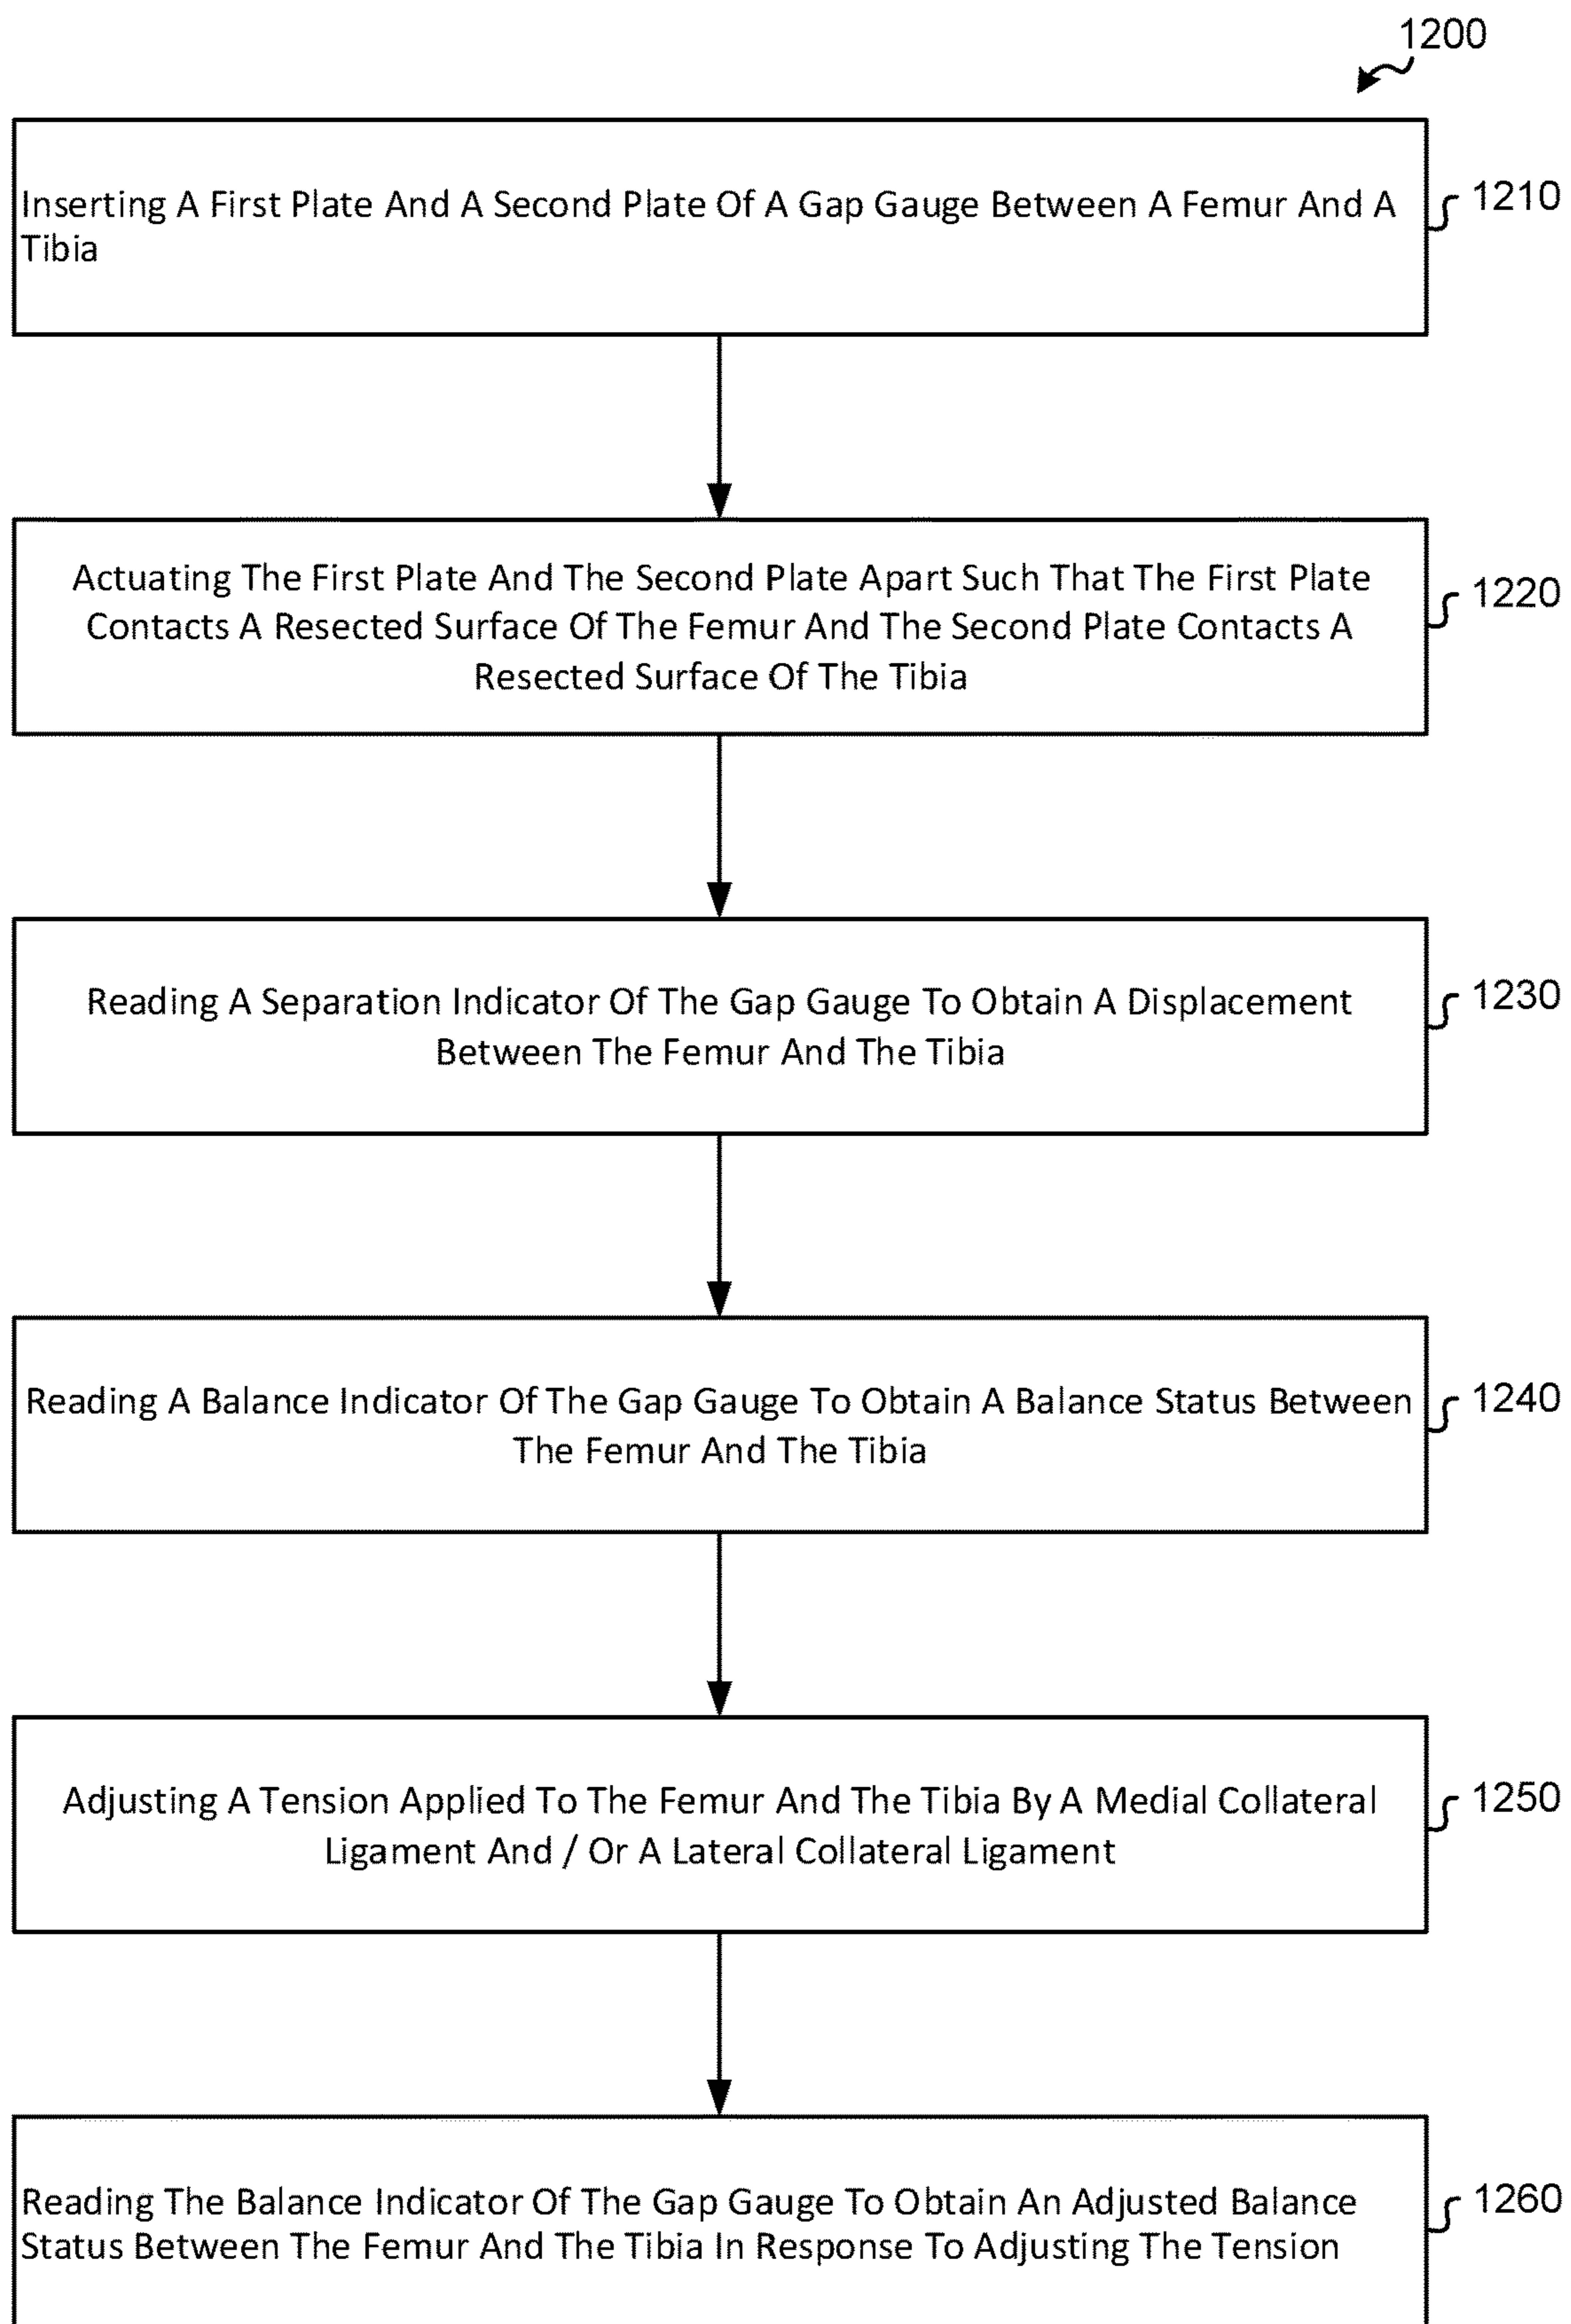 1200
Inserting A First Plate And A Second Plate Of A Gap Gauge Between A Femur And A
Tibia
1210
Actuating The First Plate And The Second Plate Apart Such That The First Plate
Contacts A Resected Surface Of The Femur And The Second Plate Contacts A
Resected Surface Of The Tibia
1220
Reading A Separation Indicator Of The Gap Gauge To Obtain A Displacement
Between The Femur And The Tibia
1230
Reading A Balance Indicator Of The Gap Gauge To Obtain A Balance Status Between
The Femur And The Tibia
1240
Adjusting A Tension Applied To The Femur And The Tibia By A Medial Collateral
Ligament And / Or A Lateral Collateral Ligament
1250
Reading The Balance Indicator Of The Gap Gauge To Obtain An Adjusted Balance
Status Between The Femur And The Tibia In Response To Adjusting The Tension
1260